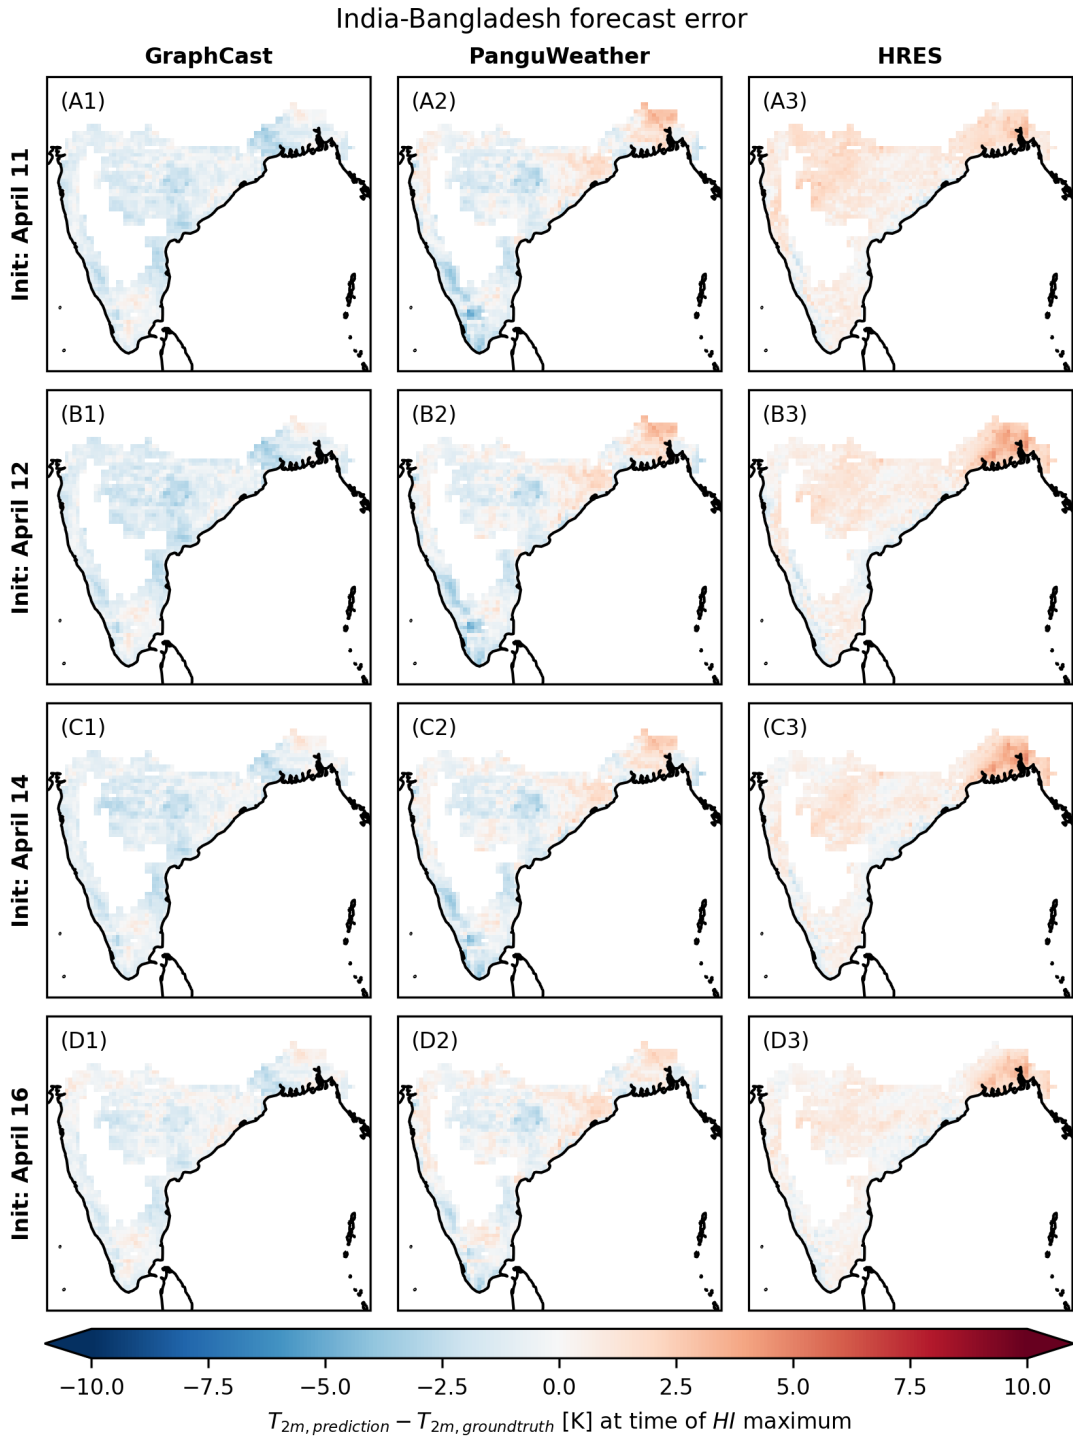 India-Bangladesh forecast error
GraphCast PanguWeather HRES
Init: April 11
(A1) (A2) (A3)
Init: April 12
(B1) (B2) (B3)
Init: April 14
(C1) (C2) (C3)
Init: April 16
(D1) (D2) (D3)
−10.0 −7.5 −5.0 −2.5 0.0 2.5 5.0 7.5 10.0
T2m, prediction − T2m, groundtruth [K] at time of HI maximum